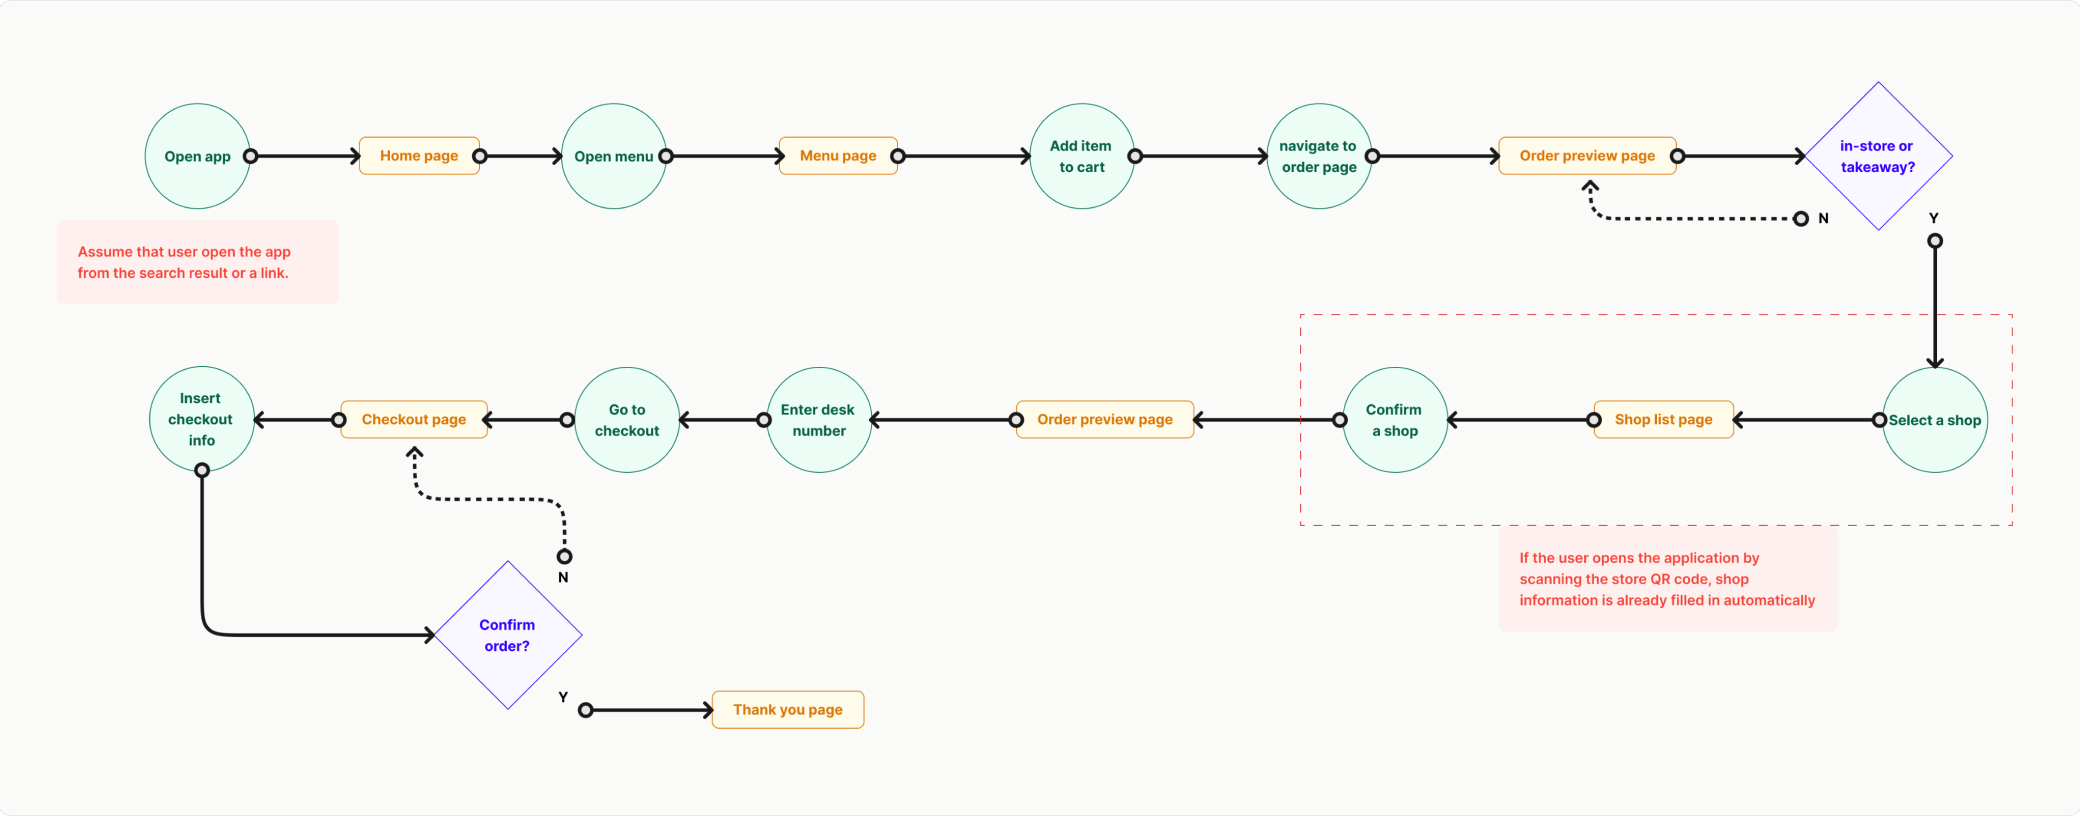 Open app
Home page
Open menu
Menu page
Add item
to cart
navigate to
order page
Order preview page
in-store or
takeaway?
N
Y
Assume that user open the app
from the search result or a link.
Insert
checkout
info
Checkout page
Go to
checkout
Enter desk
number
Order preview page
Confirm
a shop
Shop list page
Select a shop
If the user opens the application by
scanning the store QR code, shop
information is already filled in automatically
N
Confirm
order?
Y
Thank you page